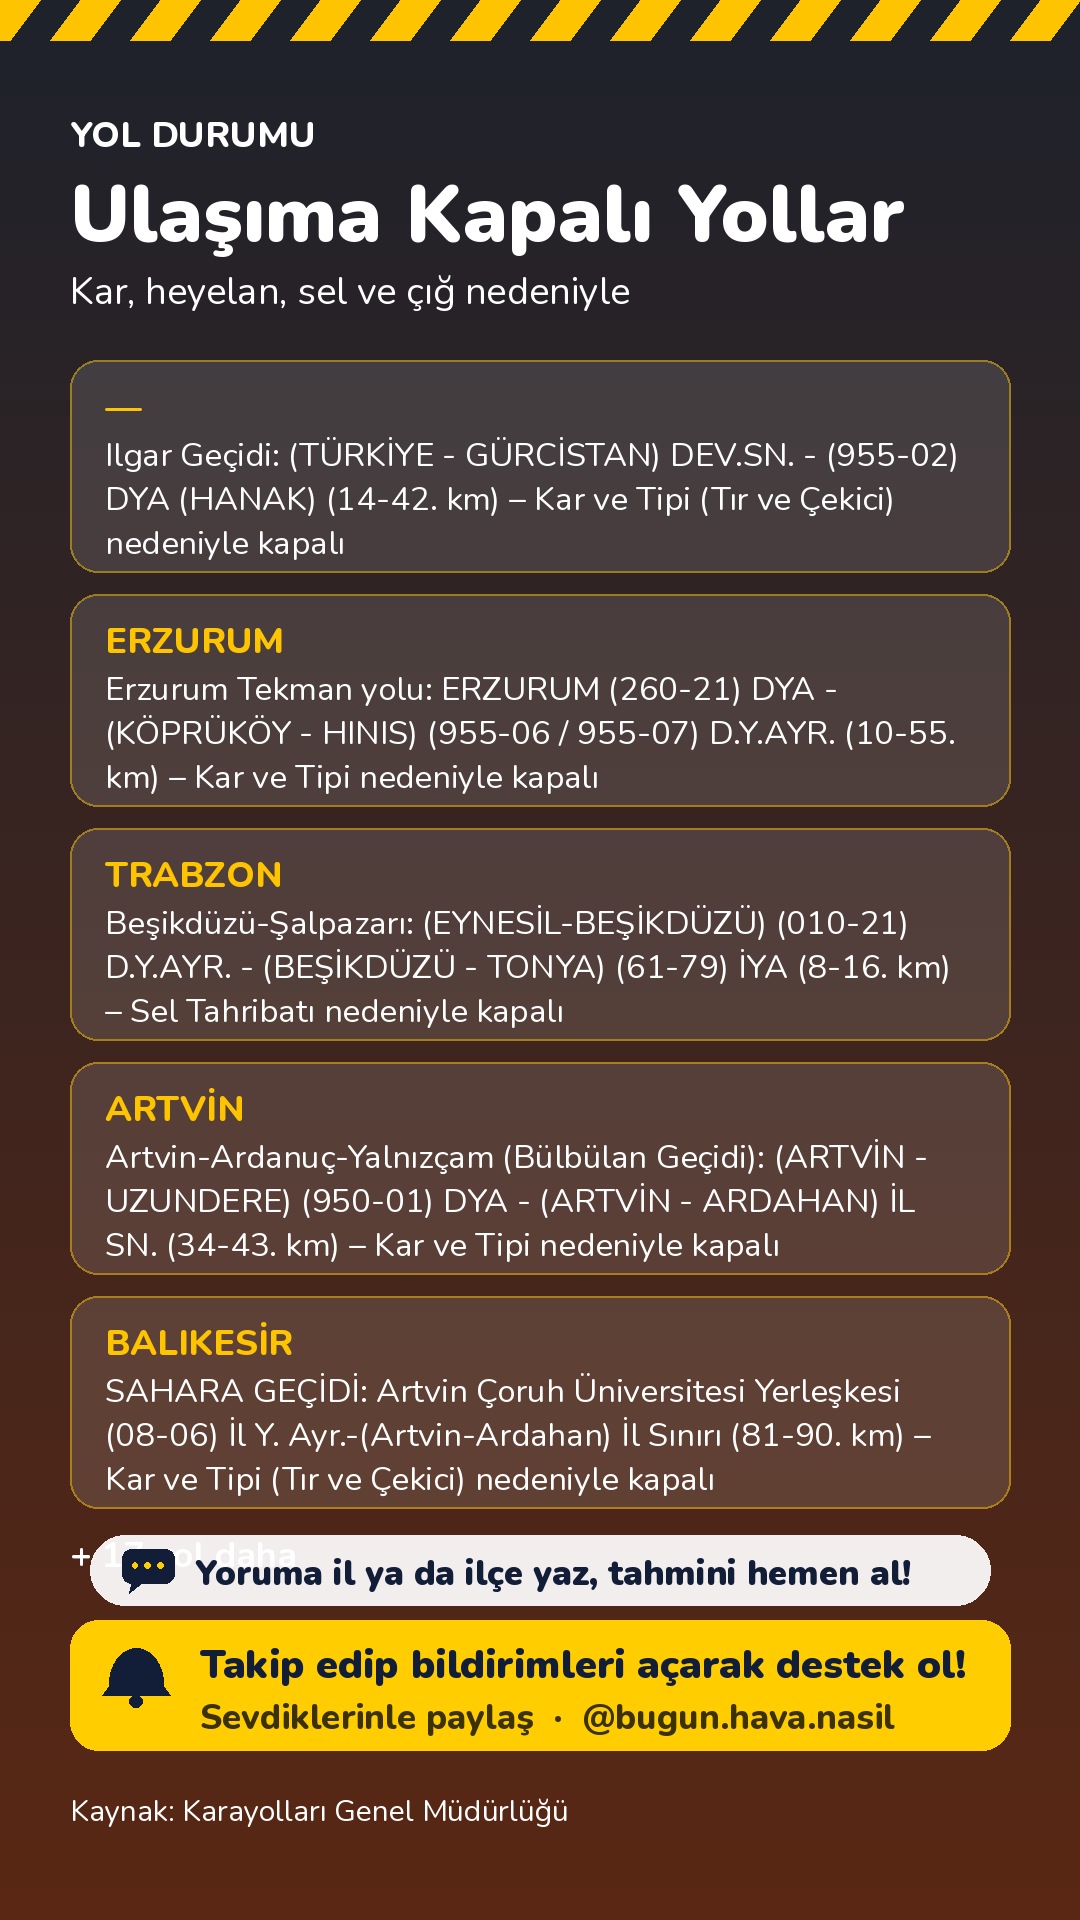 YOL DURUMU
Ulaşıma Kapalı Yollar
Kar, heyelan, sel ve çığ nedeniyle
—
Ilgar Geçidi: (TÜRKİYE - GÜRCİSTAN) DEV.SN. - (955-02)
DYA (HANAK) (14-42. km) – Kar ve Tipi (Tır ve Çekici)
nedeniyle kapalı
ERZURUM
Erzurum Tekman yolu: ERZURUM (260-21) DYA -
(KÖPRÜKÖY - HINIS) (955-06 / 955-07) D.Y.AYR. (10-55.
km) – Kar ve Tipi nedeniyle kapalı
TRABZON
Beşikdüzü-Şalpazarı: (EYNESİL-BEŞİKDÜZÜ) (010-21)
D.Y.AYR. - (BEŞİKDÜZÜ - TONYA) (61-79) İYA (8-16. km)
– Sel Tahribatı nedeniyle kapalı
ARTVİN
Artvin-Ardanuç-Yalnızçam (Bülbülan Geçidi): (ARTVİN -
UZUNDERE) (950-01) DYA - (ARTVİN - ARDAHAN) İL
SN. (34-43. km) – Kar ve Tipi nedeniyle kapalı
BALIKESİR
SAHARA GEÇİDİ: Artvin Çoruh Üniversitesi Yerleşkesi
(08-06) İl Y. Ayr.-(Artvin-Ardahan) İl Sınırı (81-90. km) –
Kar ve Tipi (Tır ve Çekici) nedeniyle kapalı
+ yol daha
Yoruma il ya da ilçe yaz, tahmini hemen al!
Takip edip bildirimleri açarak destek ol!
Sevdiklerinle paylaş · @bugun.hava.nasil
Kaynak: Karayolları Genel Müdürlüğü